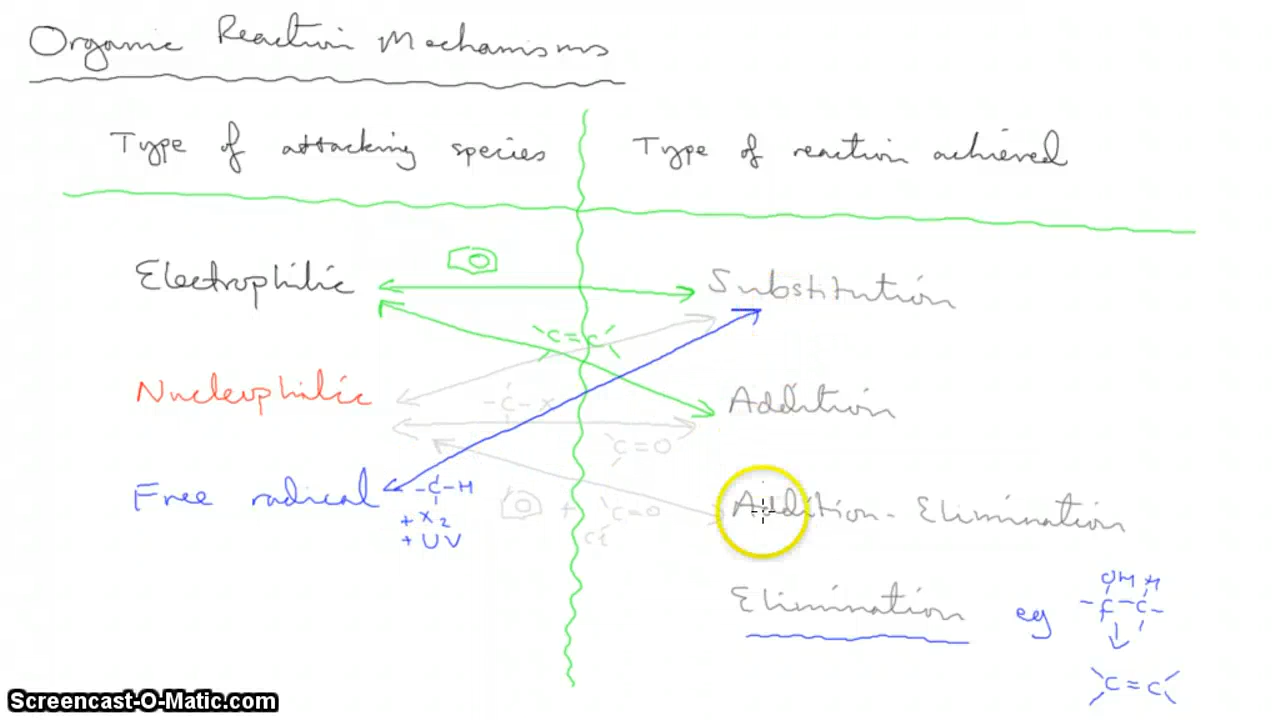 Organic Reaction Mechanisms
Type of attacking species
Type of reaction achieved
Electrophilic
Substitution
C=C
Nucleophilic
-C-X
Addition
C=O
Free radical
-C-H
+ X2
+ UV
+ C=O
Cl
Addition - Elimination
Elimination eg
OH H
-C-C-
C=C
Screencast-O-Matic.com